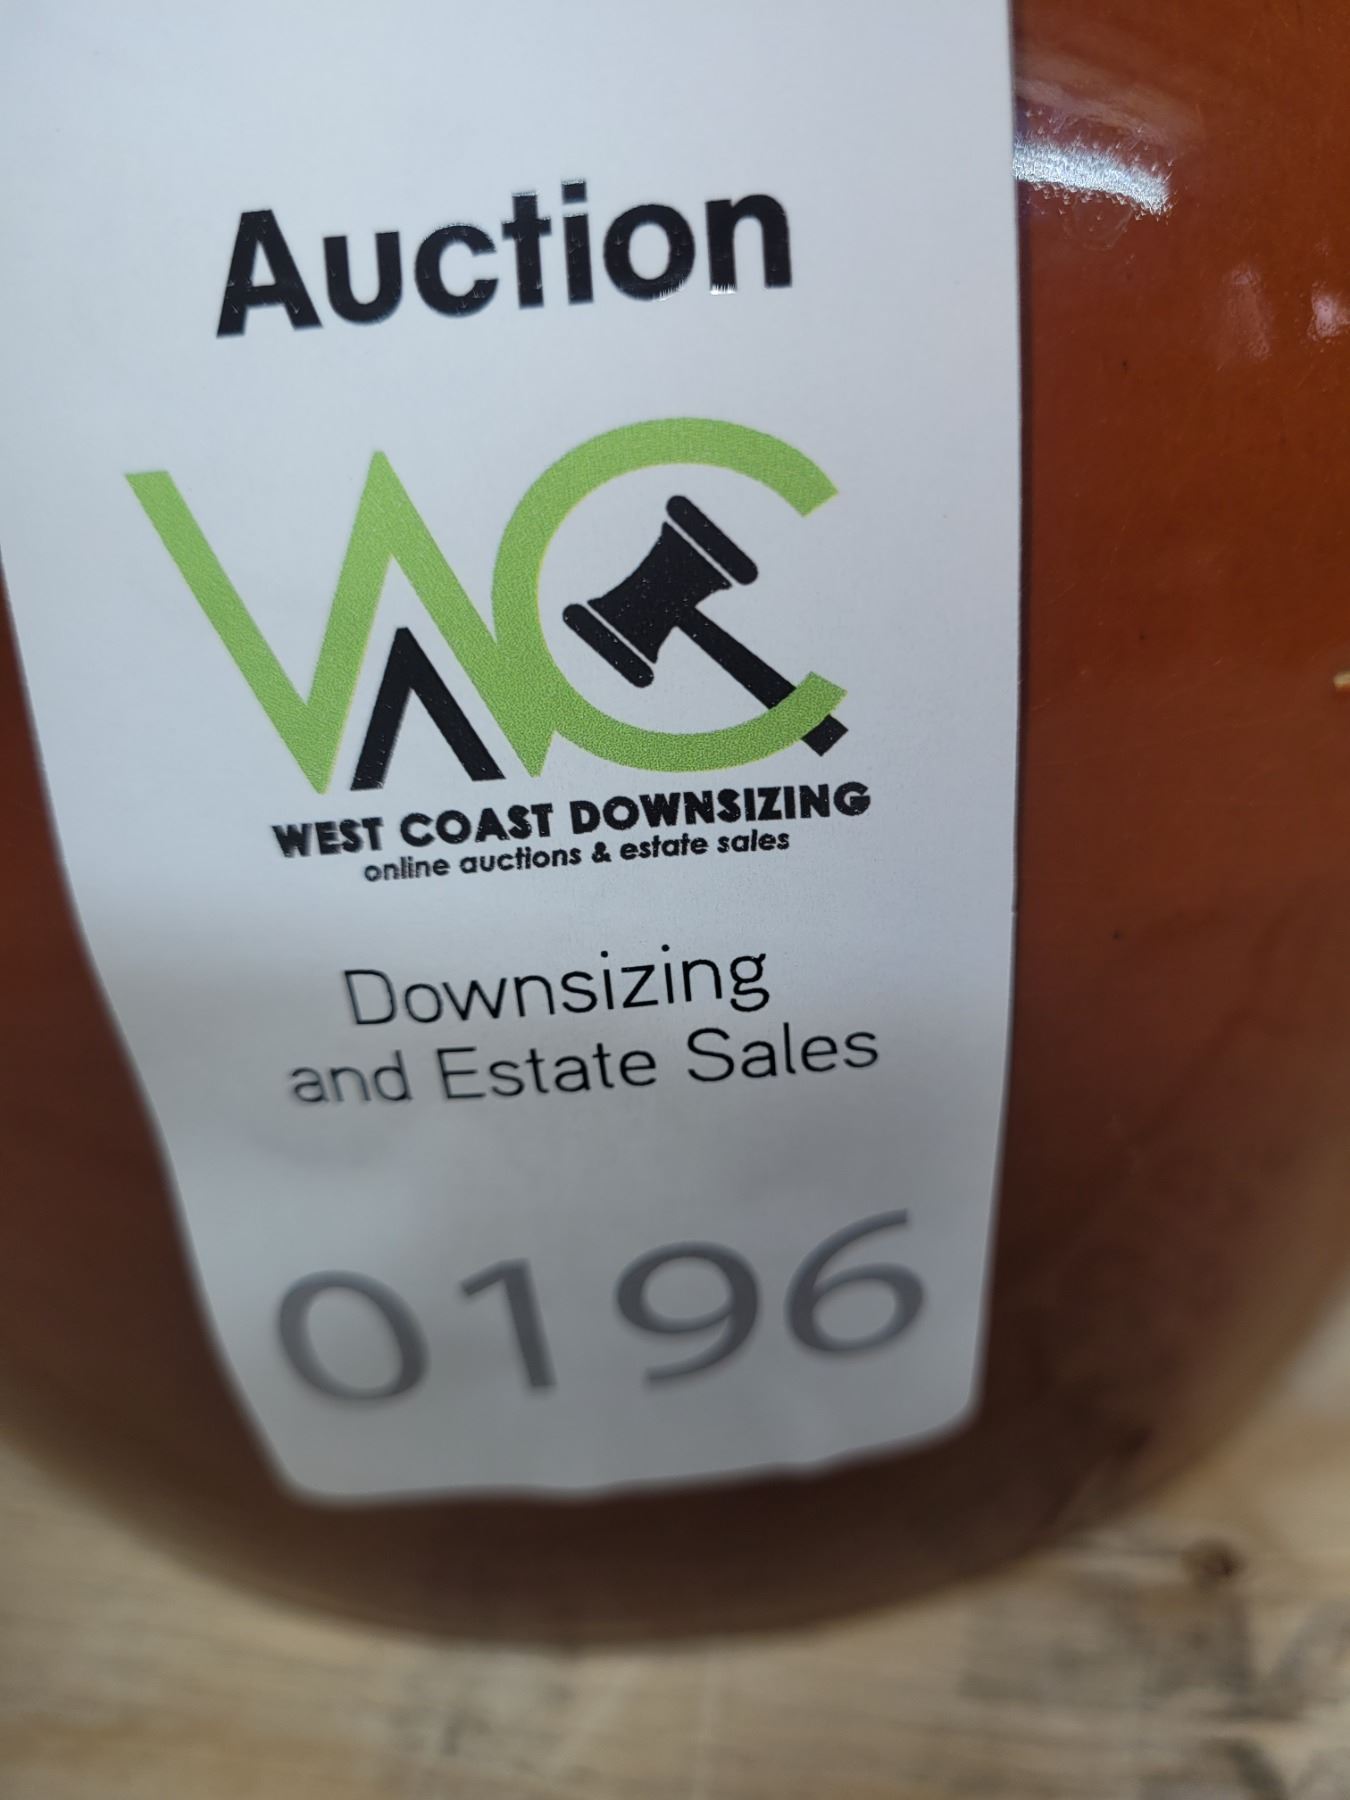 Auction
WC
WEST COAST DOWNSIZING
online auctions & estate sales
Downsizing
and Estate Sales
0196